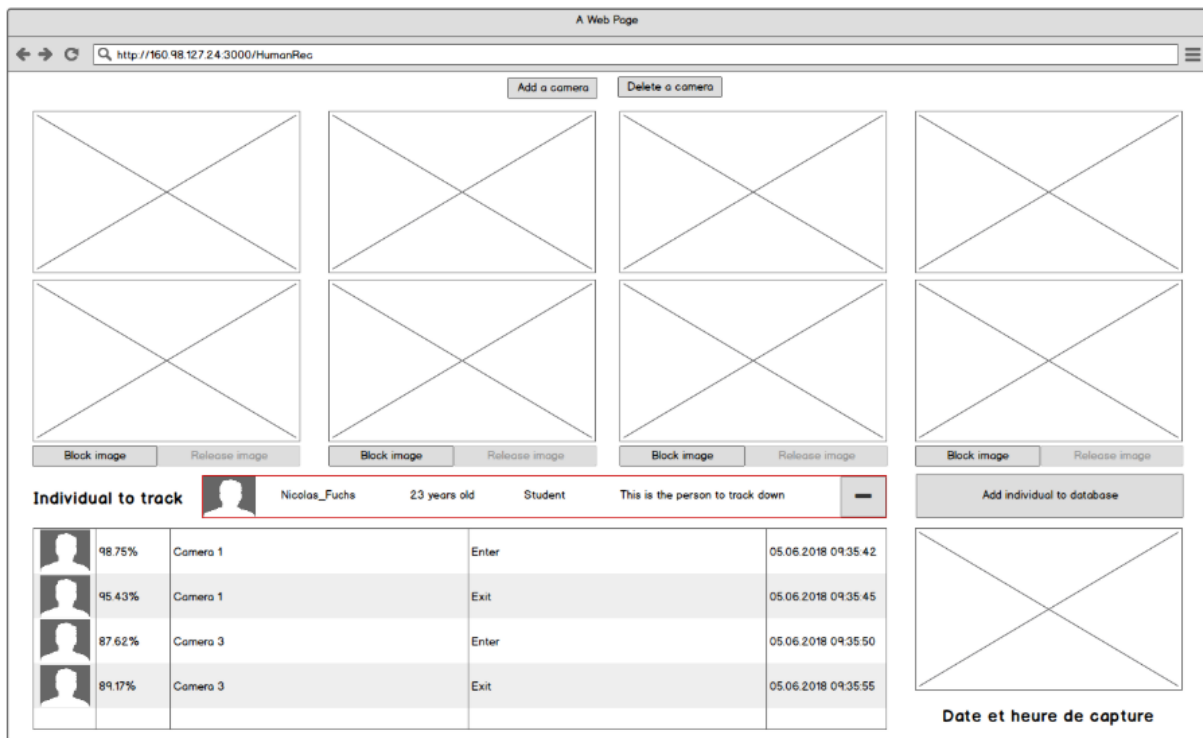 A Web Page
http://160.98.127.24:3000/HumanRec
Add a camera Delete a camera
Block image Release image Block image Release image Block image Release image Block image Release image
Individual to track Nicolas_Fuchs 23 years old Student This is the person to track down Add individual to database
98.75% Camera 1 Enter 05.06.2018 09:35:42
95.43% Camera 1 Exit 05.06.2018 09:35:45
87.62% Camera 3 Enter 05.06.2018 09:35:50
89.17% Camera 3 Exit 05.06.2018 09:35:55
Date et heure de capture